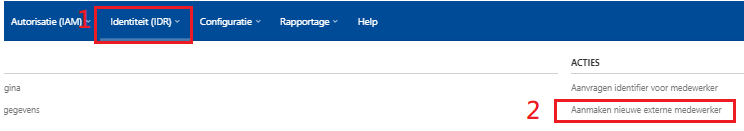 Autorisatie (IAM) 1 Identiteit (IDR) Configuratie Rapportage Help
ACTIES
gina Aanvragen identifier voor medewerker
gegevens 2 Aanmaken nieuwe externe medewerker